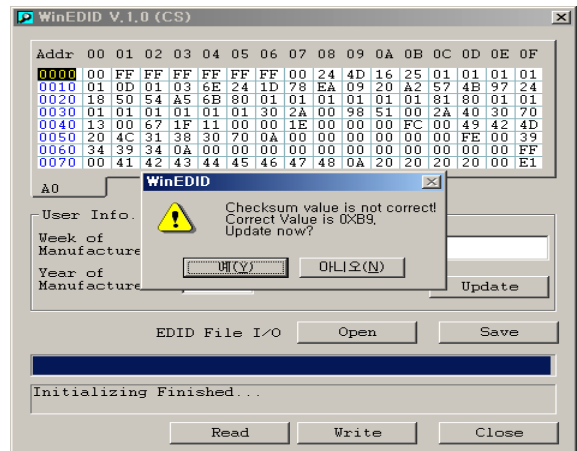 WinEDID V.1.0 (CS)
Addr 00 01 02 03 04 05 06 07 08 09 0A 0B 0C 0D 0E 0F
0000 00 FF FF FF FF FF FF 00 24 4D 16 25 01 01 01 01
0010 01 0D 01 03 6E 24 1D 78 EA 09 20 A2 57 4B 97 24
0020 18 50 54 A5 6B 80 01 01 01 01 01 01 81 80 01 01
0030 01 01 01 01 01 01 30 2A 00 98 51 00 2A 40 30 70
0040 13 00 67 1F 11 00 00 1E 00 00 00 FC 00 49 42 4D
0050 20 4C 31 38 30 70 0A 00 00 00 00 00 00 FE 00 39
0060 34 39 34 0A 00 00 00 00 00 00 00 00 00 00 00 FF
0070 00 41 42 43 44 45 46 47 48 0A 20 20 20 20 00 E1
A0
WinEDID
Checksum value is not correct!
Correct Value is 0XB9,
Update now?
예(Y)
아니오(N)
User Info.
Week of
Manufacture
Year of
Manufacture
Update
EDID File I/O
Open
Save
Initializing Finished...
Read
Write
Close